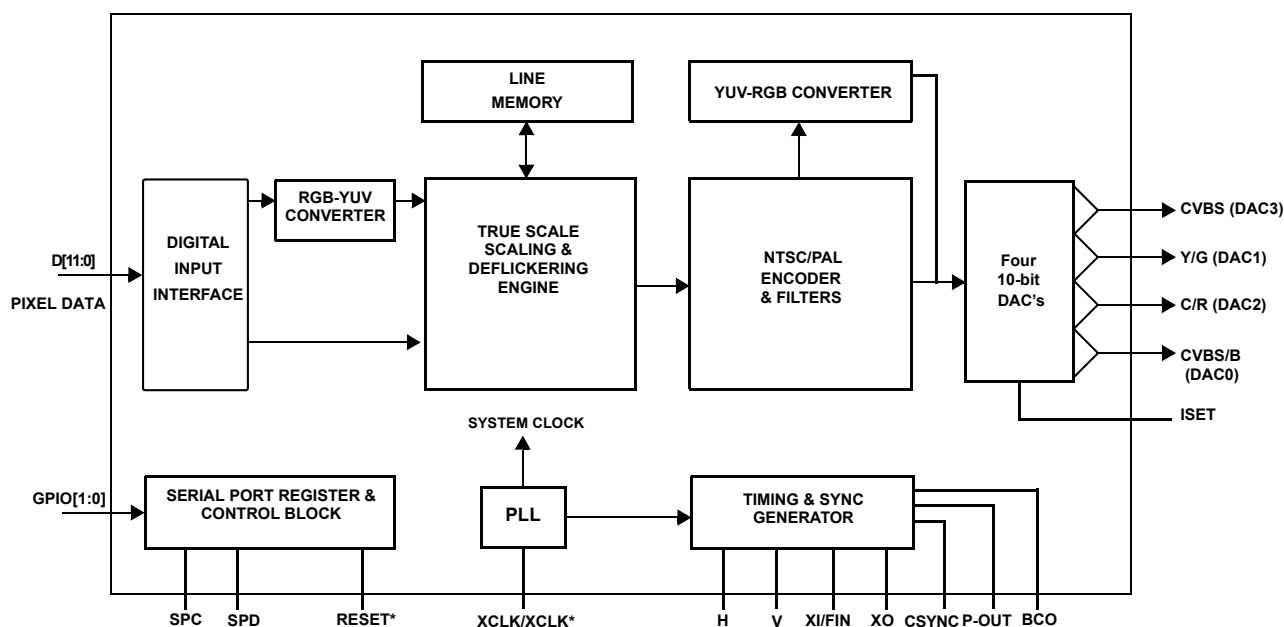 LINE
MEMORY
YUV-RGB CONVERTER
RGB-YUV
CONVERTER
DIGITAL
INPUT
INTERFACE
D[11:0]
PIXEL DATA
TRUE SCALE
SCALING &
DEFLICKERING
ENGINE
NTSC/PAL
ENCODER
& FILTERS
Four
10-bit
DAC's
CVBS (DAC3)
Y/G (DAC1)
C/R (DAC2)
CVBS/B
(DAC0)
ISET
SYSTEM CLOCK
GPIO[1:0]
SERIAL PORT REGISTER &
CONTROL BLOCK
PLL
TIMING & SYNC
GENERATOR
SPC
SPD
RESET*
XCLK/XCLK*
H
V
XI/FIN
XO
CSYNC
P-OUT
BCO